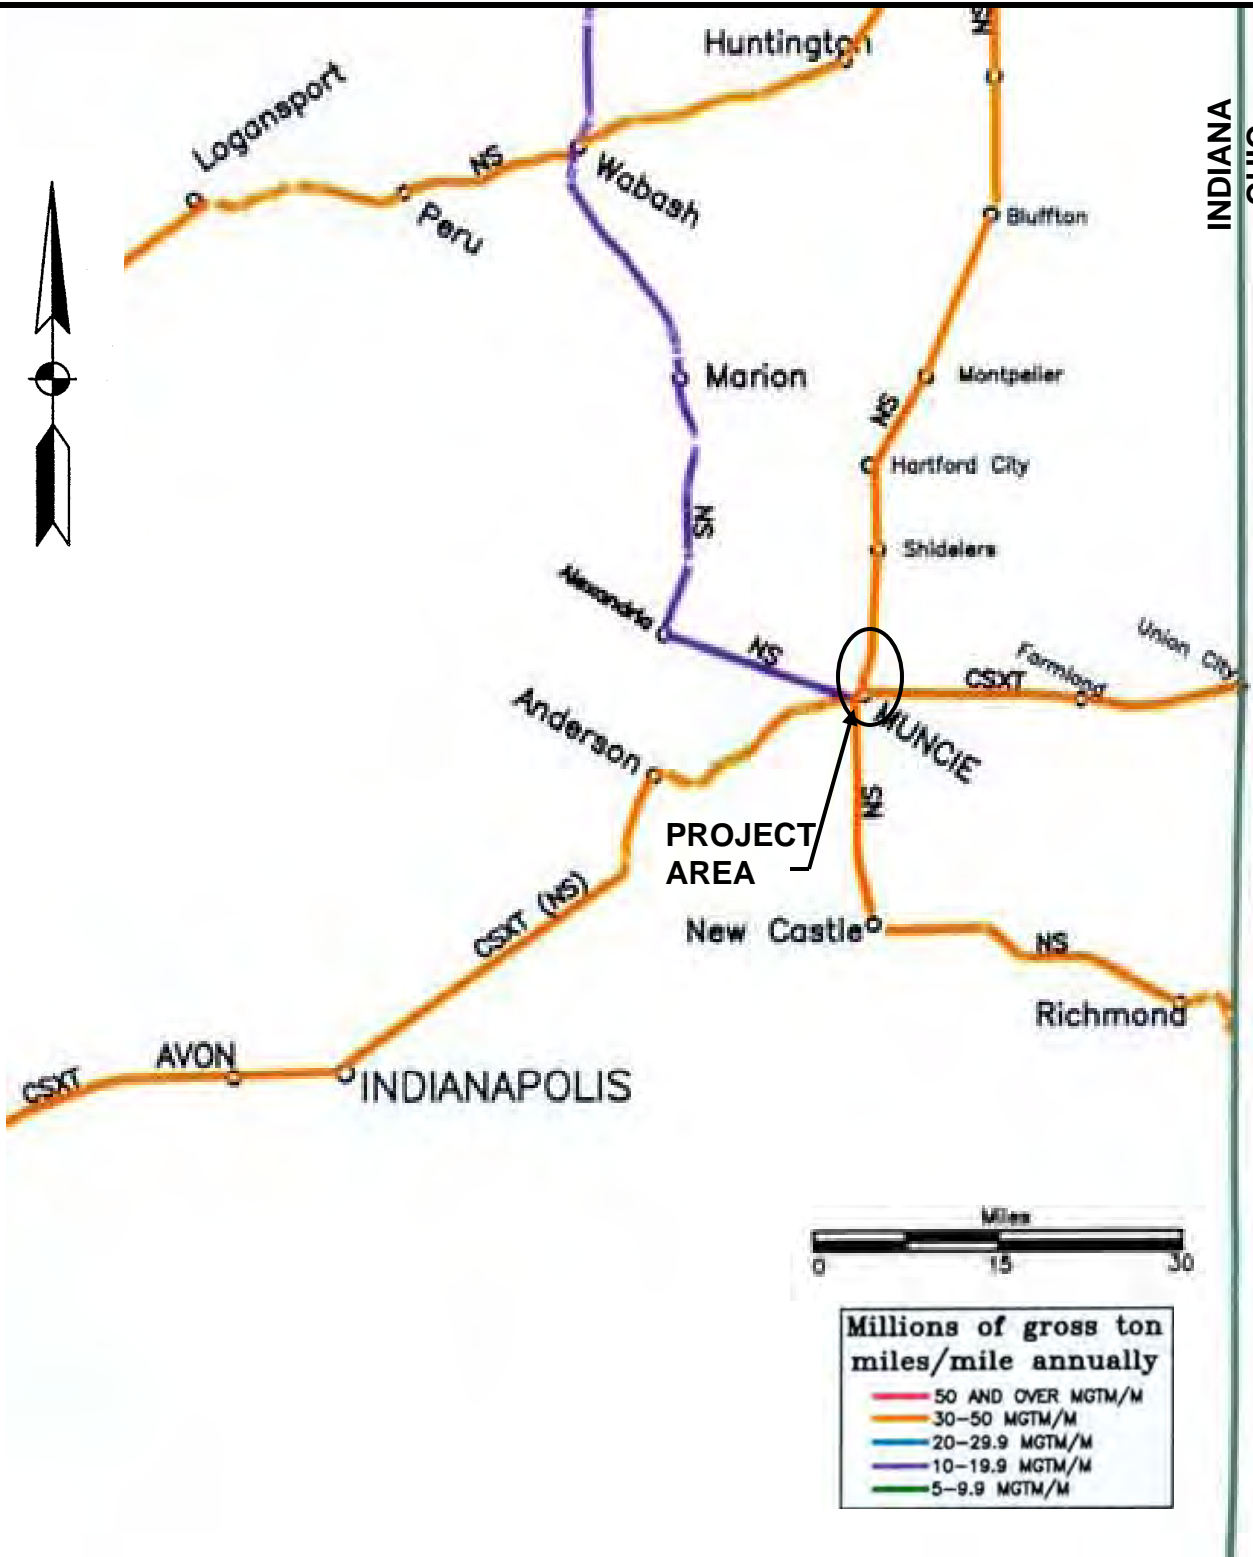 NS
Huntington
Logansport
INDIANA
NS
Wabash
Peru
Bluffton
Marion
Montpelier
NS
Hartford City
NS
Shidelers
Alexandria
NS
Union City
Farmland
CSXT
Anderson
MUNCIE
NS
PROJECT
AREA
CSXT (NS)
New Castle
NS
Richmond
AVON
CSXT
INDIANAPOLIS
Miles
0 15 30
Millions of gross ton
miles/mile annually
50 AND OVER MGTM/M
30-50 MGTM/M
20-29.9 MGTM/M
10-19.9 MGTM/M
5-9.9 MGTM/M